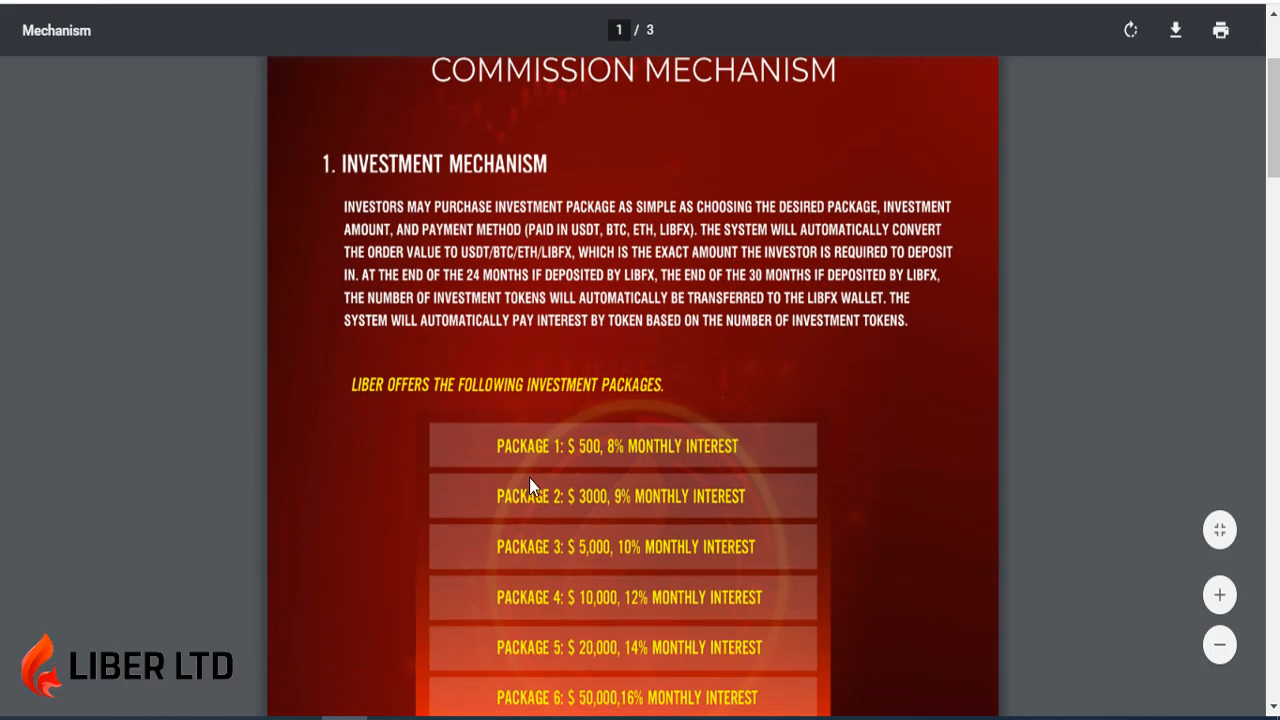 Mechanism
1 / 3
COMMISSION MECHANISM
1. INVESTMENT MECHANISM
INVESTORS MAY PURCHASE INVESTMENT PACKAGE AS SIMPLE AS CHOOSING THE DESIRED PACKAGE, INVESTMENT
AMOUNT, AND PAYMENT METHOD (PAID IN USDT, BTC, ETH, LIBFX). THE SYSTEM WILL AUTOMATICALLY CONVERT
THE ORDER VALUE TO USDT/BTC/ETH/LIBFX, WHICH IS THE EXACT AMOUNT THE INVESTOR IS REQUIRED TO DEPOSIT
IN. AT THE END OF THE 24 MONTHS IF DEPOSITED BY LIBFX, THE END OF THE 30 MONTHS IF DEPOSITED BY LIBFX,
THE NUMBER OF INVESTMENT TOKENS WILL AUTOMATICALLY BE TRANSFERRED TO THE LIBFX WALLET. THE
SYSTEM WILL AUTOMATICALLY PAY INTEREST BY TOKEN BASED ON THE NUMBER OF INVESTMENT TOKENS.
LIBER OFFERS THE FOLLOWING INVESTMENT PACKAGES.
PACKAGE 1: $ 500, 8% MONTHLY INTEREST
PACKAGE 2: $ 3000, 9% MONTHLY INTEREST
PACKAGE 3: $ 5,000, 10% MONTHLY INTEREST
PACKAGE 4: $ 10,000, 12% MONTHLY INTEREST
PACKAGE 5: $ 20,000, 14% MONTHLY INTEREST
PACKAGE 6: $ 50,000,16% MONTHLY INTEREST
LIBER LTD